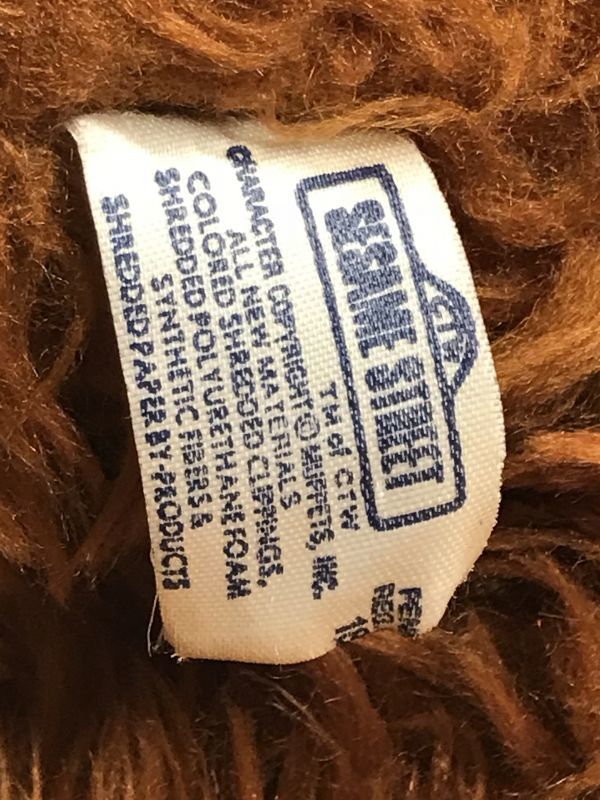 CTW
SESAME STREET
TM of CTW
CHARACTER COPYRIGHT © MUPPETS, INC.
ALL NEW MATERIALS
COLORED SHREDDED CLIPPINGS,
SHREDDED POLYURETHANE FOAM
SYNTHETIC FIBERS &
SHREDDED PAPER BY-PRODUCTS